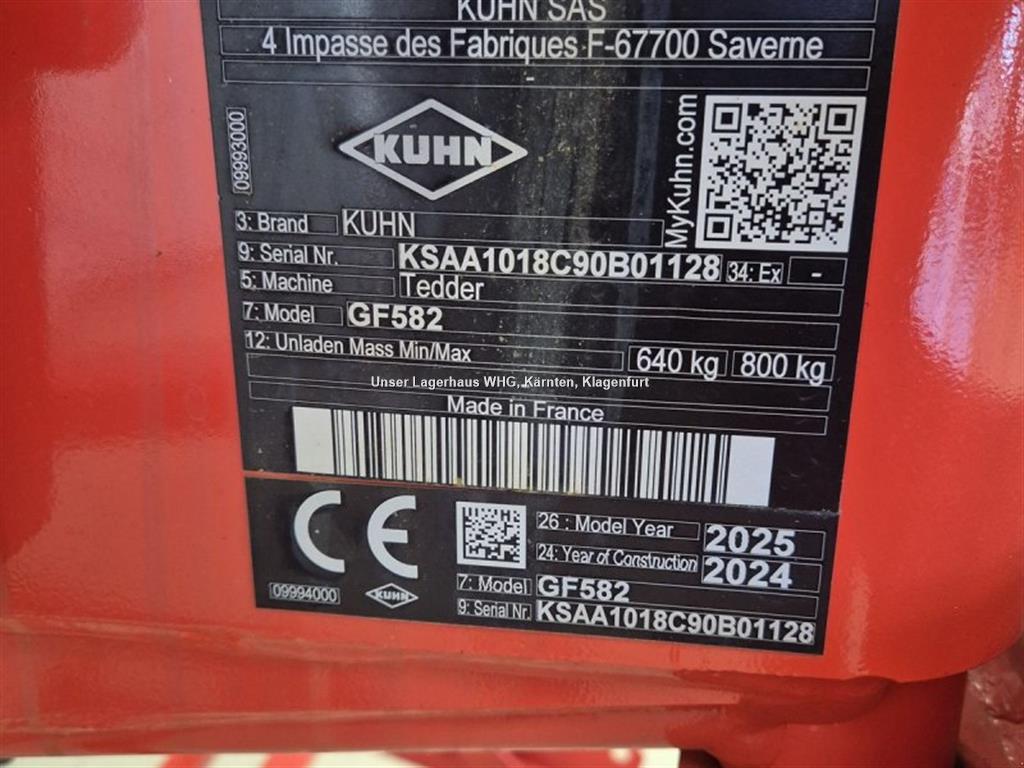 KUHN SAS
4 Impasse des Fabriques F-67700 Saverne
-
09993000
KUHN
MyKuhn.com
3: Brand KUHN
9: Serial Nr. KSAA1018C90B01128 34: Ex -
5: Machine Tedder
7: Model GF582
12: Unladen Mass Min/Max 640 kg 800 kg
Unser Lagerhaus WHG, Kärnten, Klagenfurt
Made in France
CE
26 : Model Year 2025
24: Year of Construction 2024
09994000 KUHN
7: Model GF582
9: Serial Nr. KSAA1018C90B01128